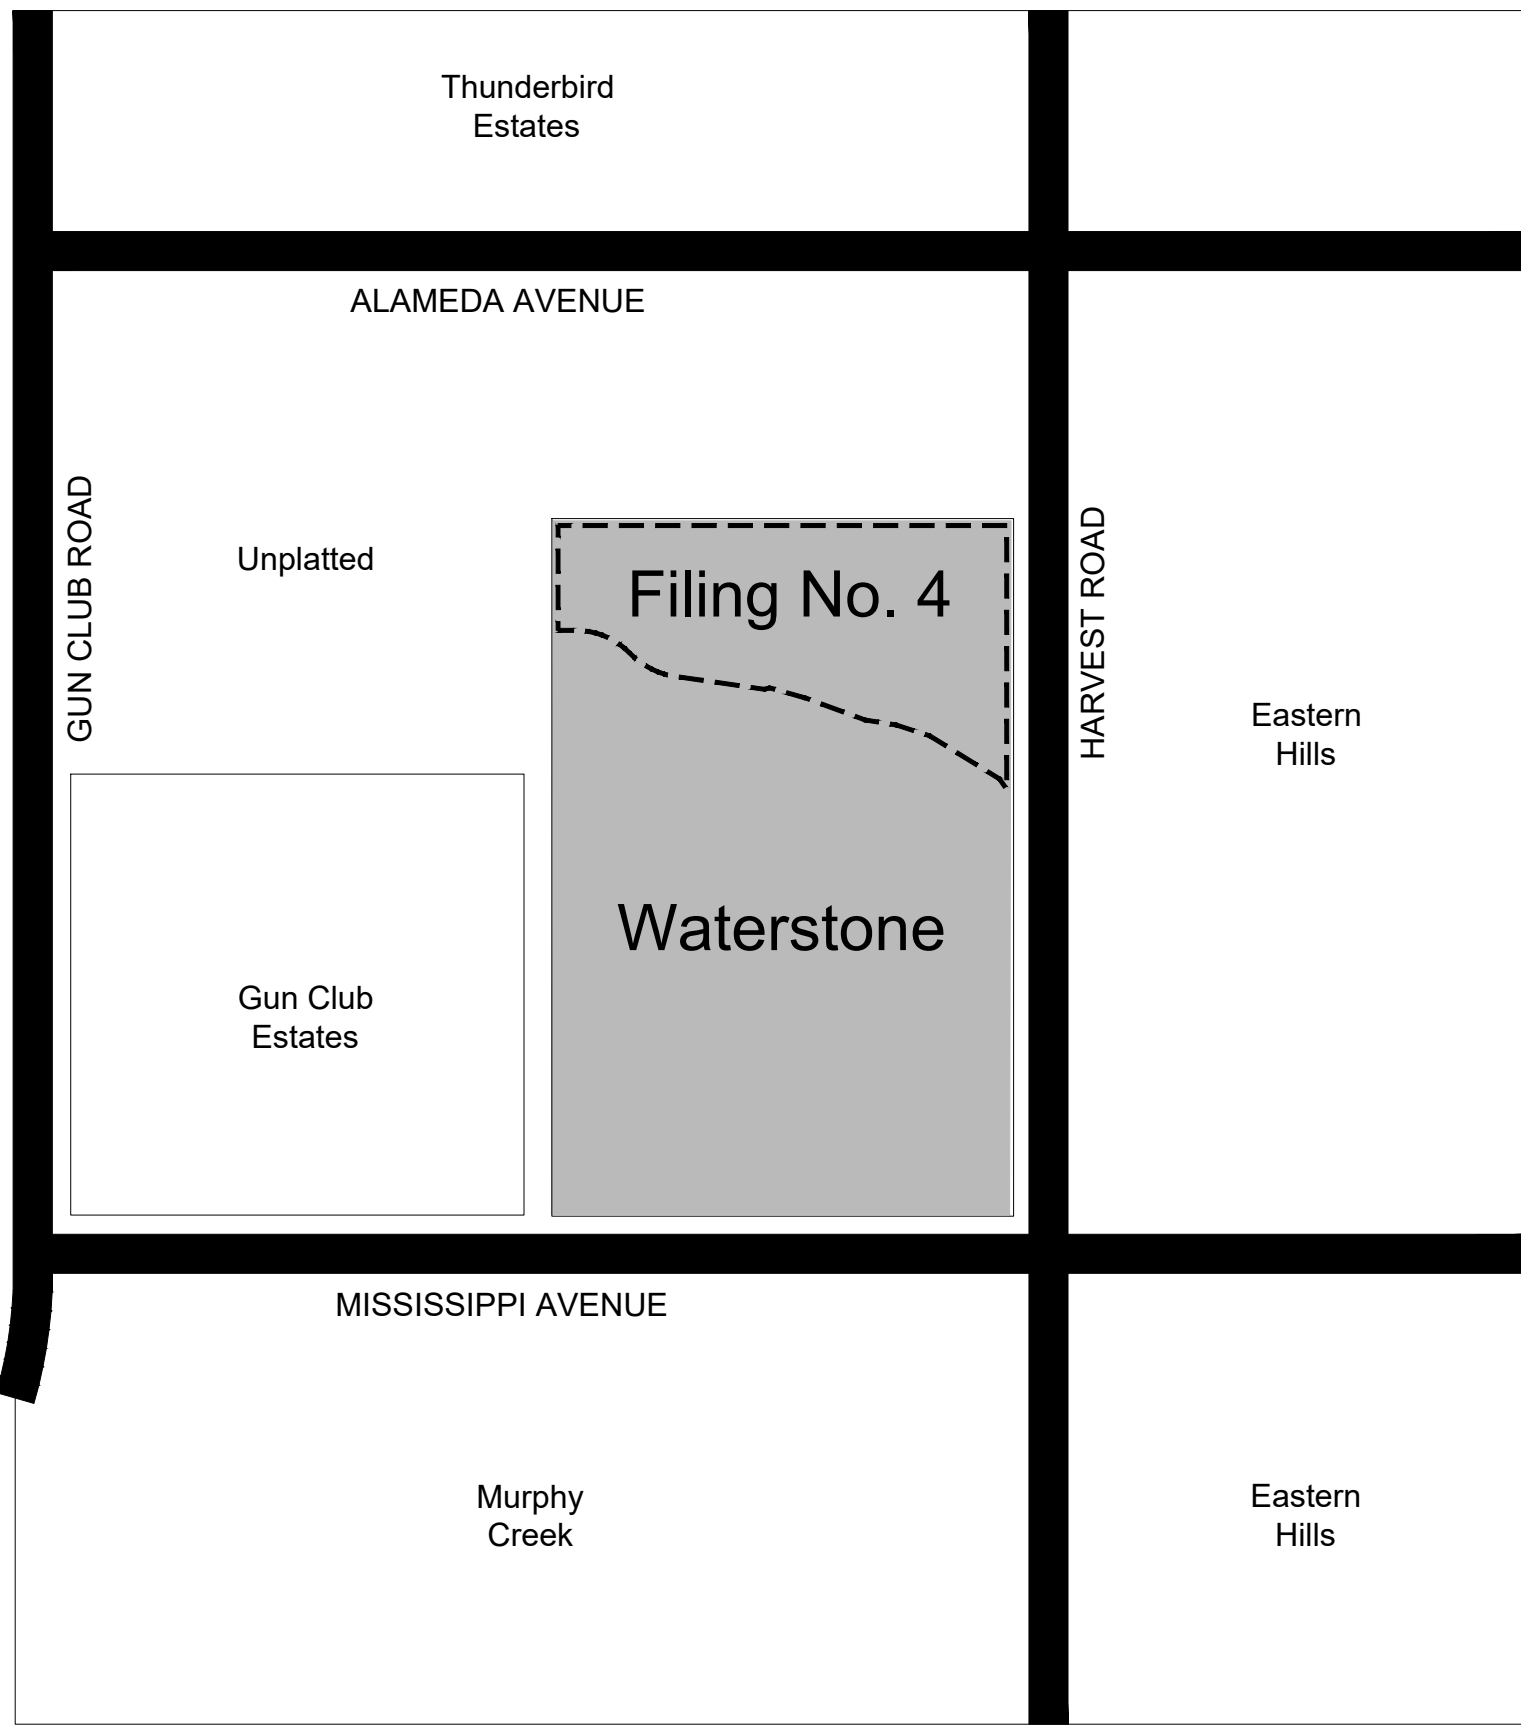 Thunderbird
Estates
ALAMEDA AVENUE
GUN CLUB ROAD
Unplatted
Filing No. 4
HARVEST ROAD
Eastern
Hills
Waterstone
Gun Club
Estates
MISSISSIPPI AVENUE
Murphy
Creek
Eastern
Hills